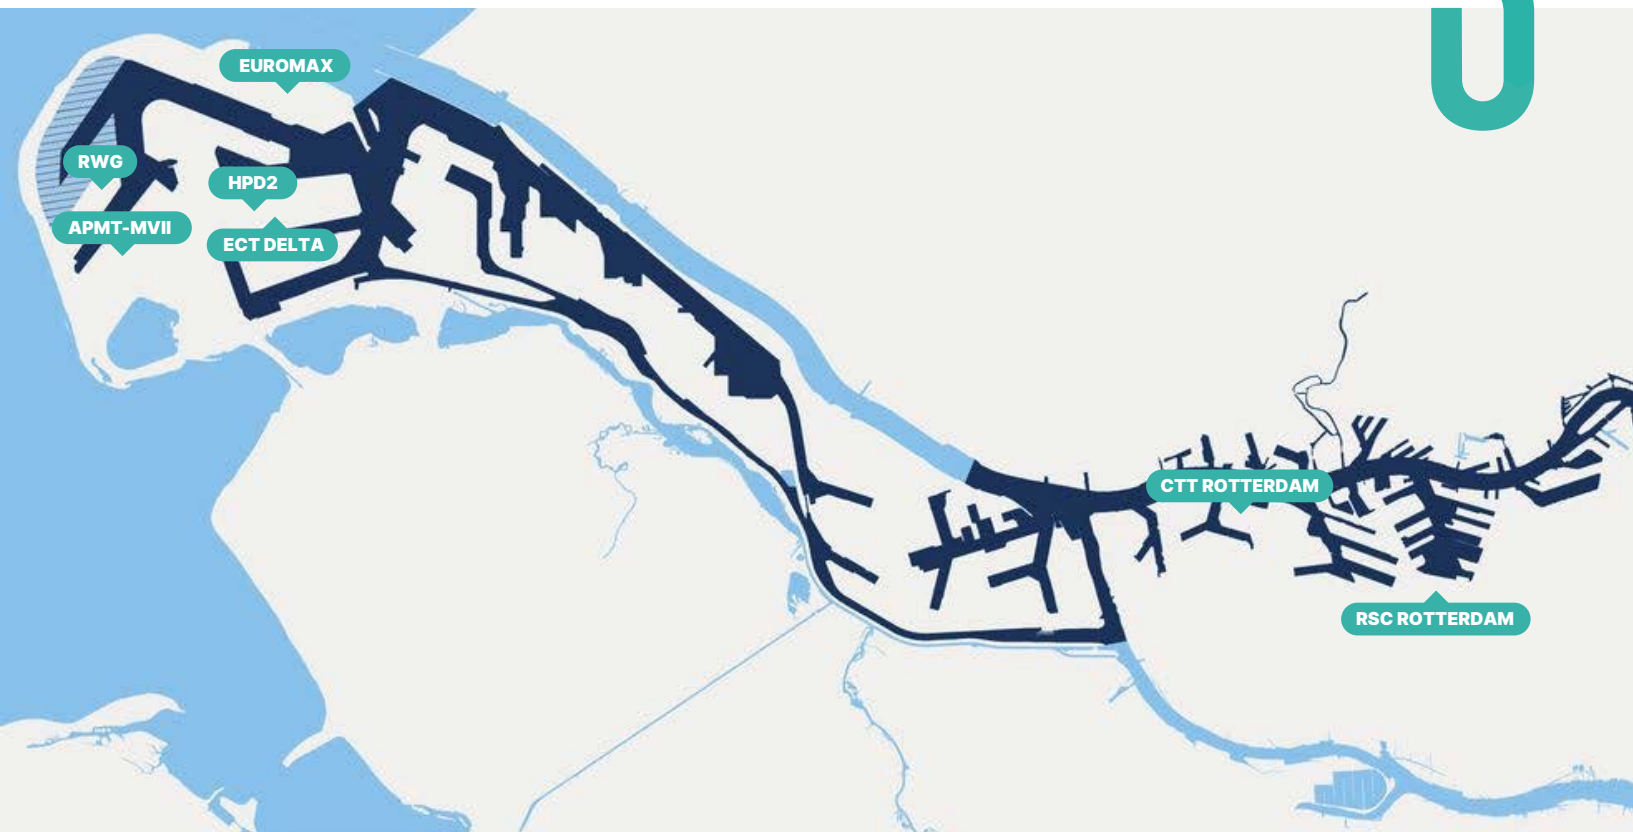 EUROMAX
RWG
HPD2
APMT-MVII
ECT DELTA
CTT ROTTERDAM
RSC ROTTERDAM